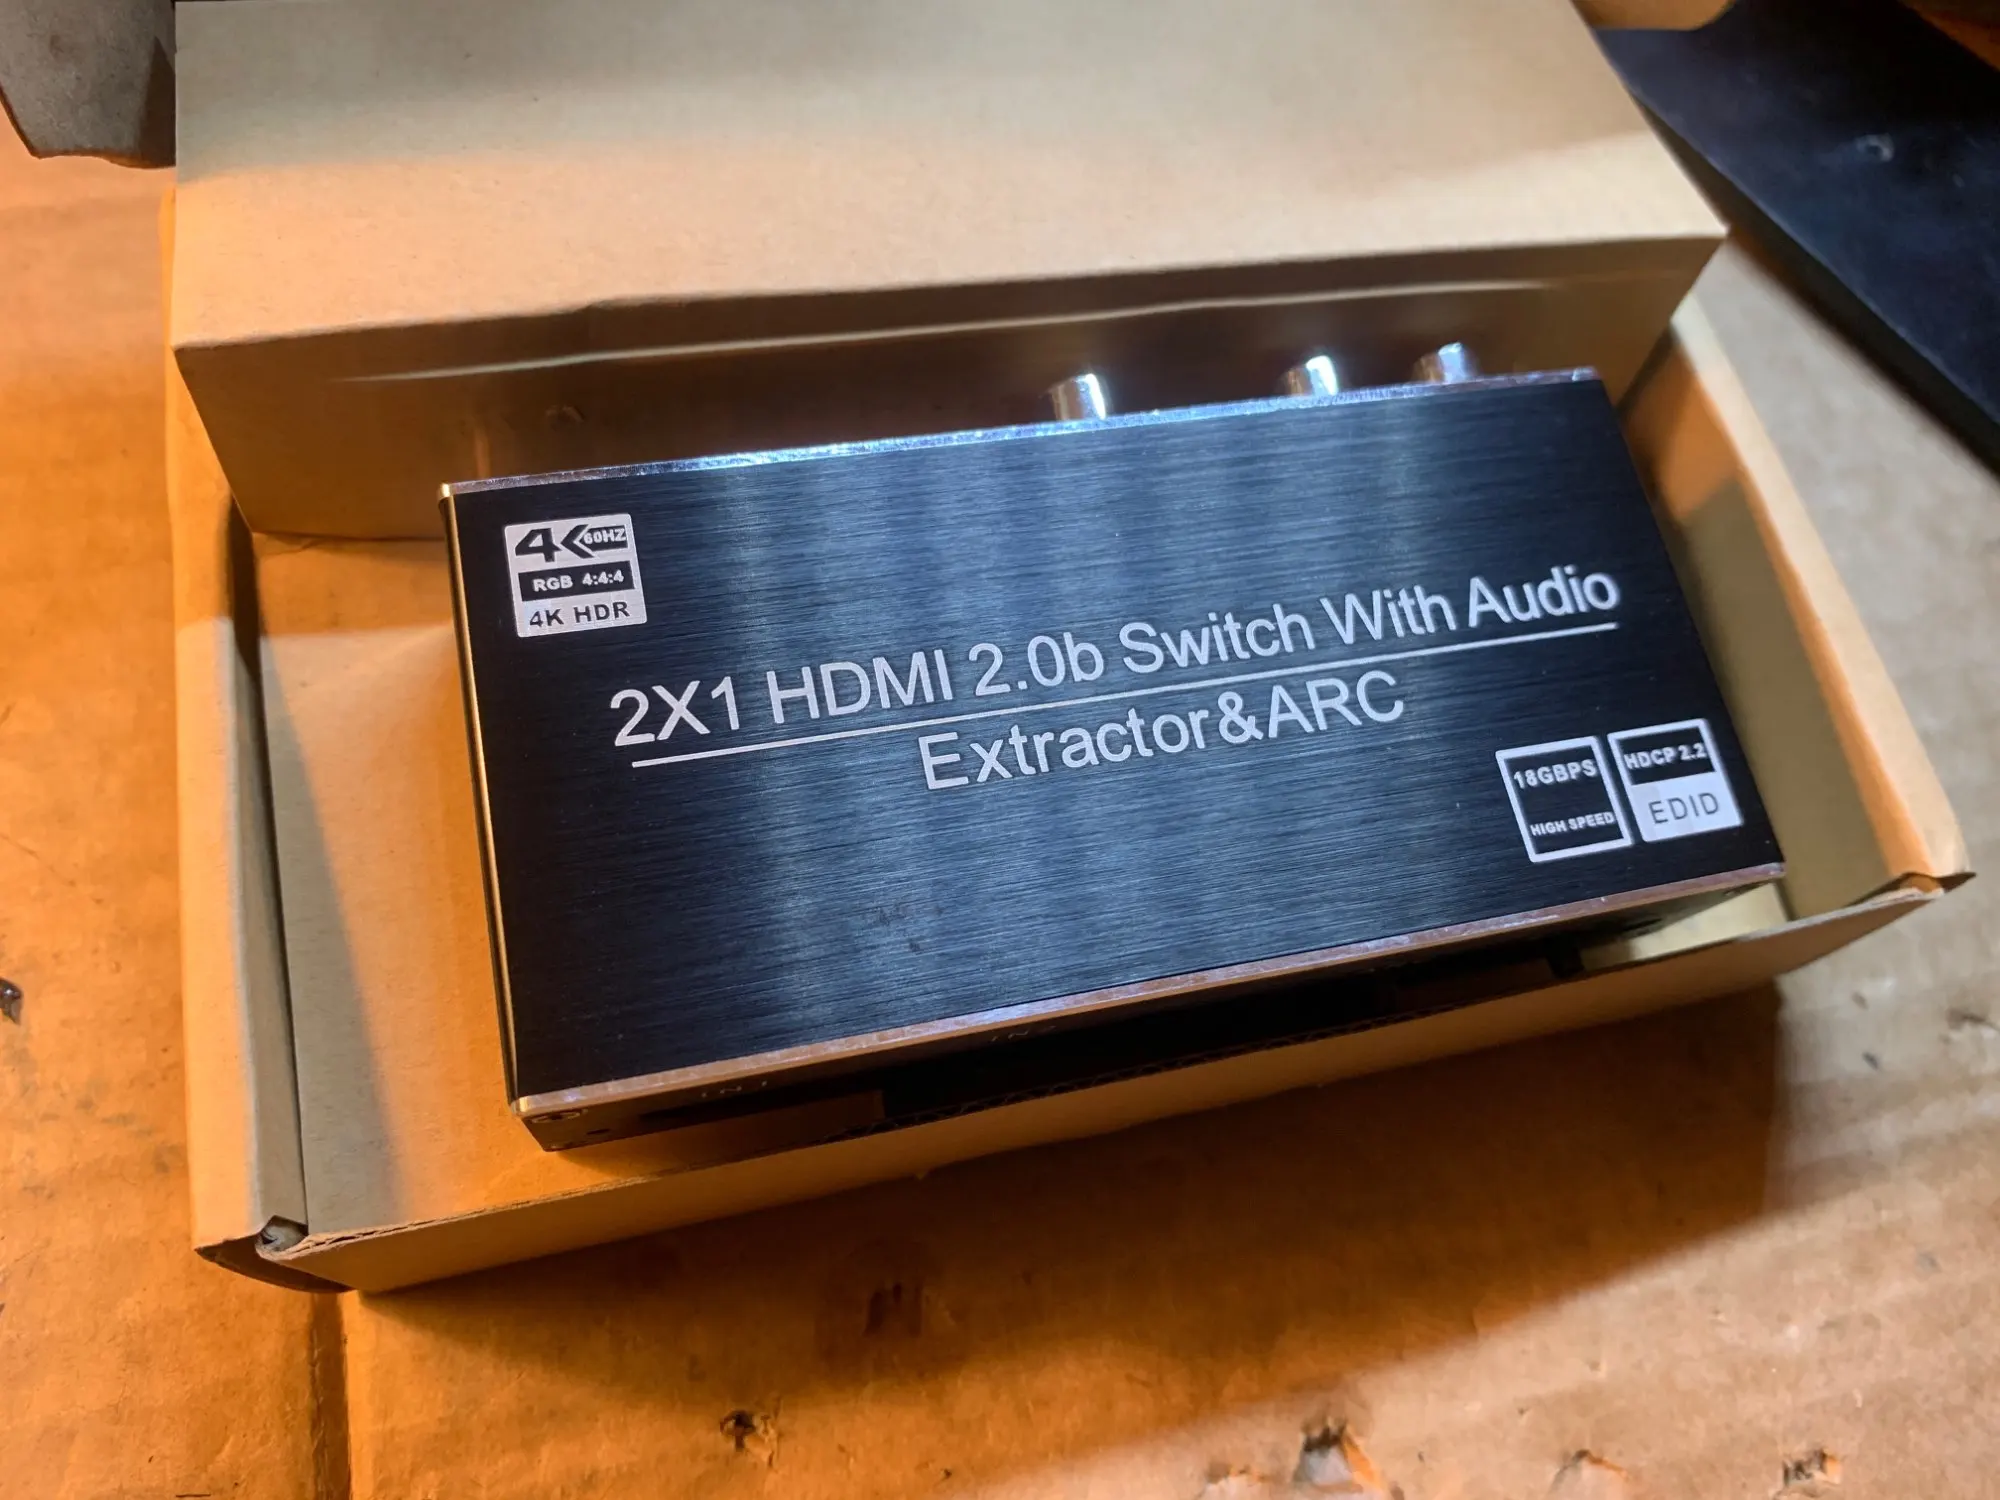 4K 60HZ
RGB 4:4:4
4K HDR
2X1 HDMI 2.0b Switch With Audio
Extractor&ARC
18GBPS
HIGH SPEED
HDCP 2.2
EDID